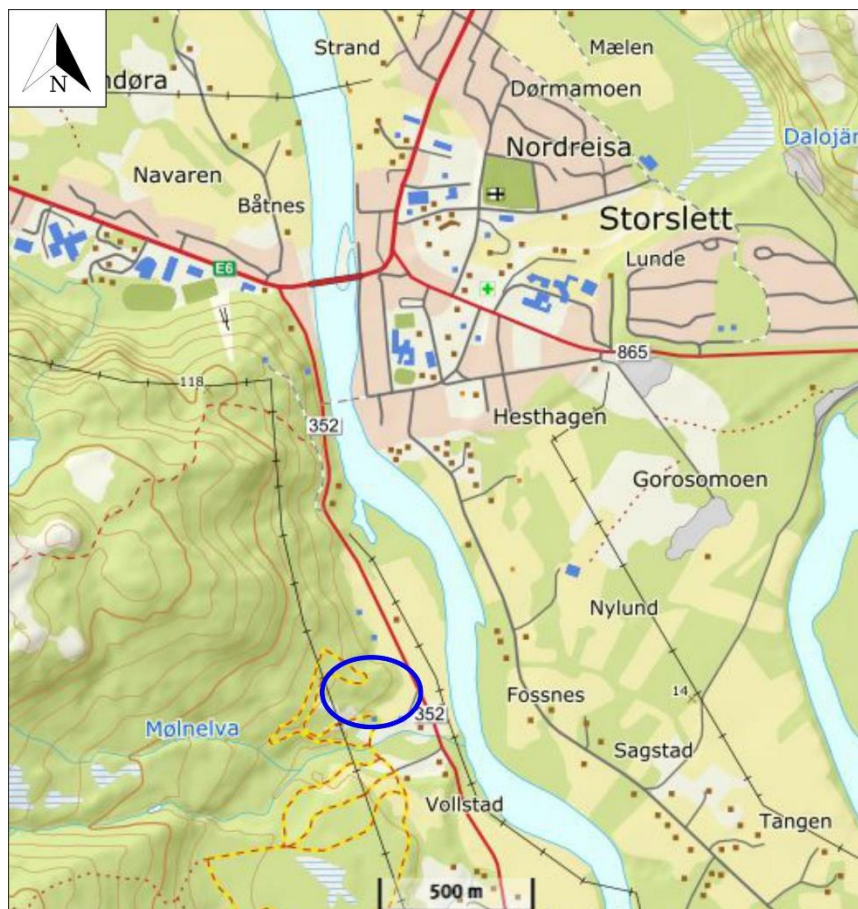 Strand
Mælen
N
Dørmamoen
Nordreisa
Dalojär
Navaren
Båtnes
Storslett
Lunde
E6
865
118
352
Hesthagen
Gorosomoen
Nylund
14
Fossnes
352
Mølnelva
Sagstad
Vollstad
Tangen
500 m